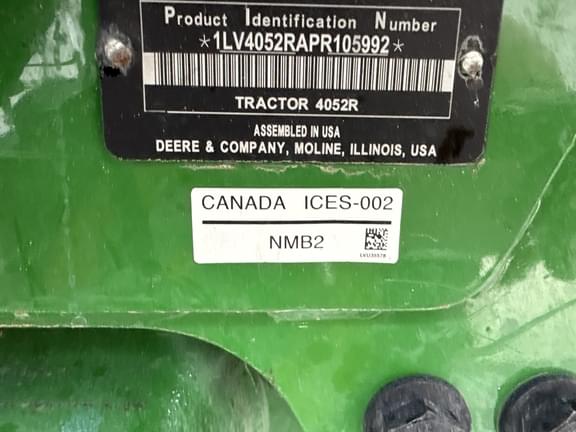 Product Identification Number
*1LV4052RAPR105992*
TRACTOR 4052R
ASSEMBLED IN USA
DEERE & COMPANY, MOLINE, ILLINOIS, USA
CANADA ICES-002
NMB2